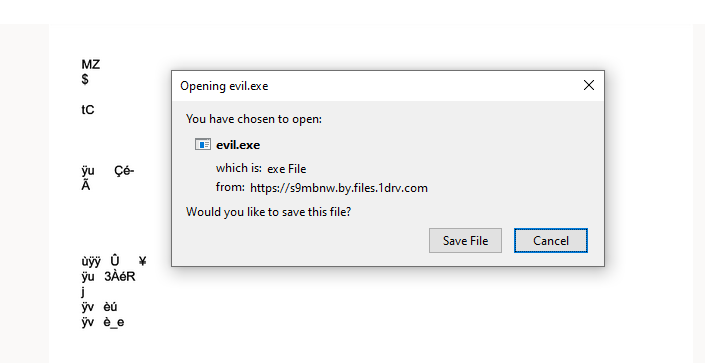 MZ
$
tC
ÿu Çé-
Ã
ùÿÿ Û ¥
ÿu 3ÀéR
j
ÿv èú
ÿv è_e
Opening evil.exe
You have chosen to open:
evil.exe
which is: exe File
from: https://s9mbnw.by.files.1drv.com
Would you like to save this file?
Save File
Cancel